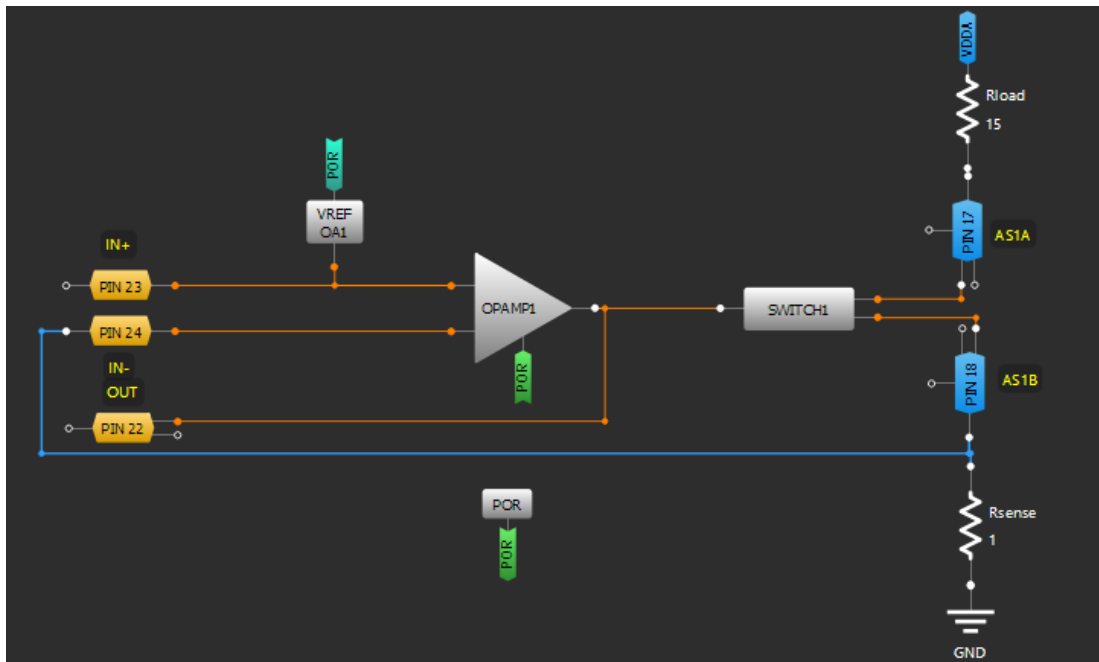 VDDA
Rload
15
POR
VREF
OA1
PIN 17
AS1A
IN+
PIN 23
OPAMP1
SWITCH1
PIN 24
IN-
OUT
POR
PIN 18
AS1B
PIN 22
POR
Rsense
1
POR
GND